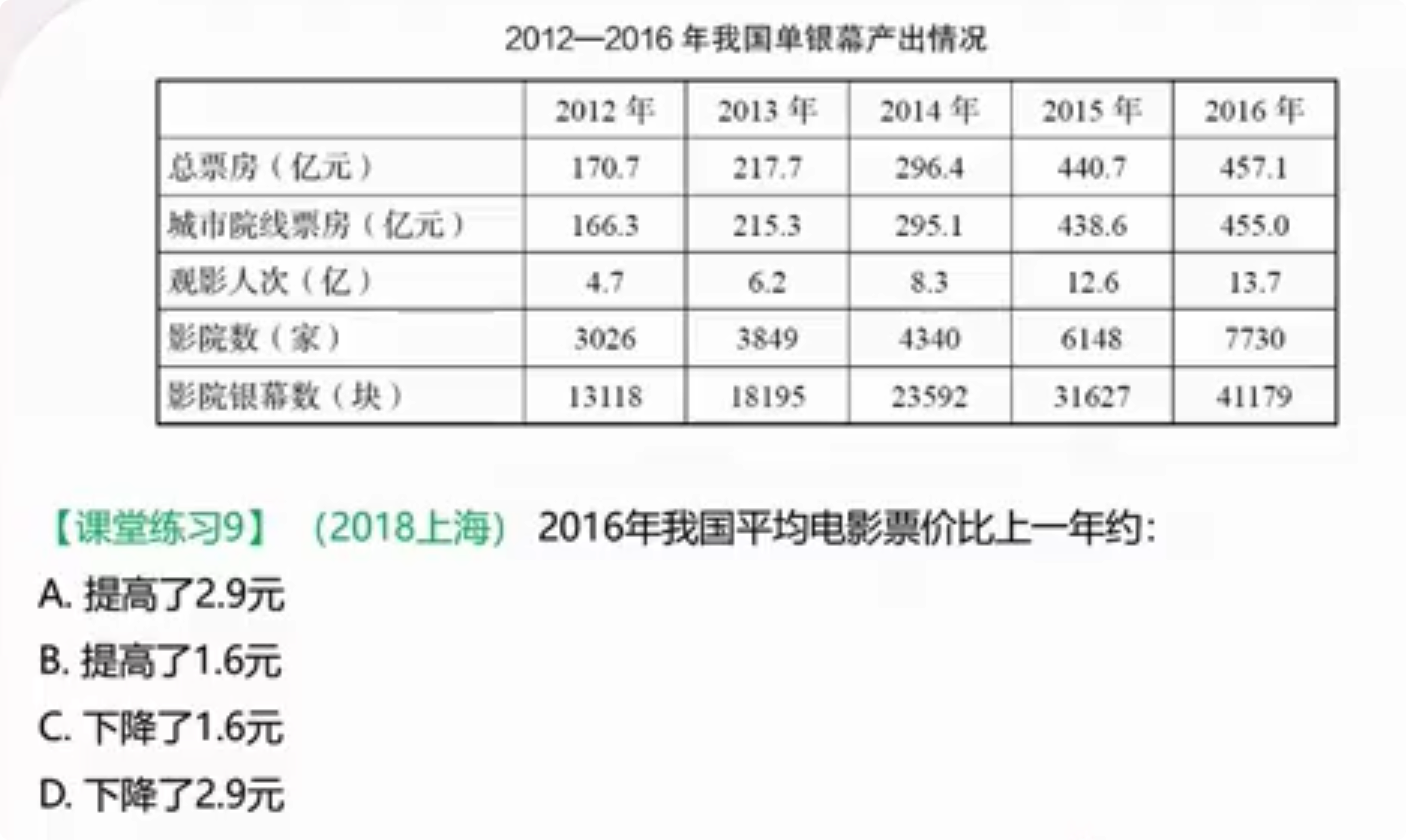 2012—2016 年我国单银幕产出情况
2012 年 2013 年 2014 年 2015 年 2016 年
总票房（亿元） 170.7 217.7 296.4 440.7 457.1
城市院线票房（亿元） 166.3 215.3 295.1 438.6 455.0
观影人次（亿） 4.7 6.2 8.3 12.6 13.7
影院数（家） 3026 3849 4340 6148 7730
影院银幕数（块） 13118 18195 23592 31627 41179
【课堂练习9】（2018上海）2016年我国平均电影票价比上一年约：
A. 提高了2.9元
B. 提高了1.6元
C. 下降了1.6元
D. 下降了2.9元